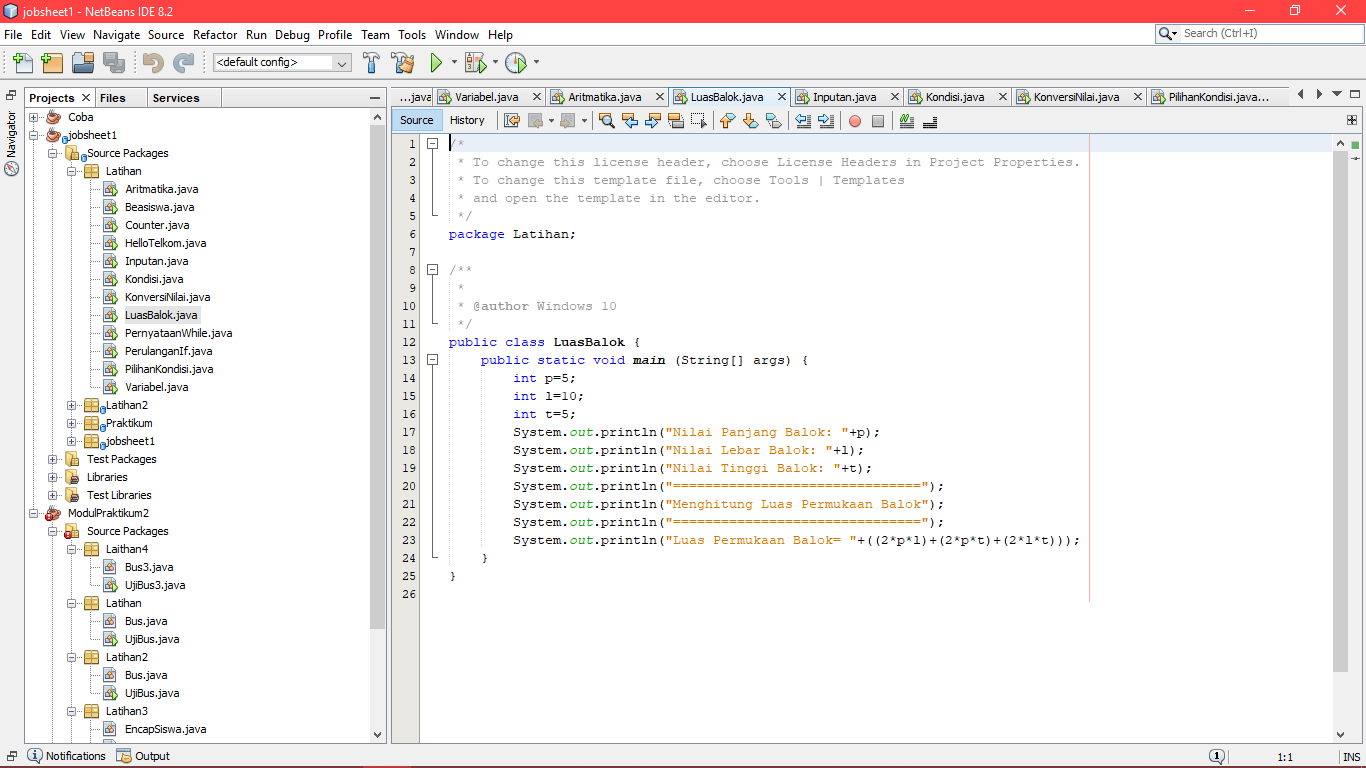 jobsheet1 - NetBeans IDE 8.2
File Edit View Navigate Source Refactor Run Debug Profile Team Tools Window Help
Search (Ctrl+I)
<default config>
Navigator
Projects Files Services
Coba
jobsheet1
Source Packages
Latihan
Aritmatika.java
Beasiswa.java
Counter.java
HelloTelkom.java
Inputan.java
Kondisi.java
KonversiNilai.java
LuasBalok.java
PernyataanWhile.java
PerulanganIf.java
PilihanKondisi.java
Variabel.java
Latihan2
Praktikum
jobsheet1
Test Packages
Libraries
Test Libraries
ModulPraktikum2
Source Packages
Laithan4
Bus3.java
UjiBus3.java
Latihan
Bus.java
UjiBus.java
Latihan2
Bus.java
UjiBus.java
Latihan3
EncapSiswa.java
...java Variabel.java Aritmatika.java LuasBalok.java Inputan.java Kondisi.java KonversiNilai.java PilihanKondisi.java...
Source History
1 /*
2 * To change this license header, choose License Headers in Project Properties.
3 * To change this template file, choose Tools | Templates
4 * and open the template in the editor.
5 */
6 package Latihan;
7
8 /**
9 *
10 * @author Windows 10
11 */
12 public class LuasBalok {
13 public static void main (String[] args) {
14 int p=5;
15 int l=10;
16 int t=5;
17 System.out.println("Nilai Panjang Balok: "+p);
18 System.out.println("Nilai Lebar Balok: "+l);
19 System.out.println("Nilai Tinggi Balok: "+t);
20 System.out.println("===============================");
21 System.out.println("Menghitung Luas Permukaan Balok");
22 System.out.println("===============================");
23 System.out.println("Luas Permukaan Balok= "+((2*p*l)+(2*p*t)+(2*l*t)));
24 }
25 }
26
Notifications Output
1 1:1 INS